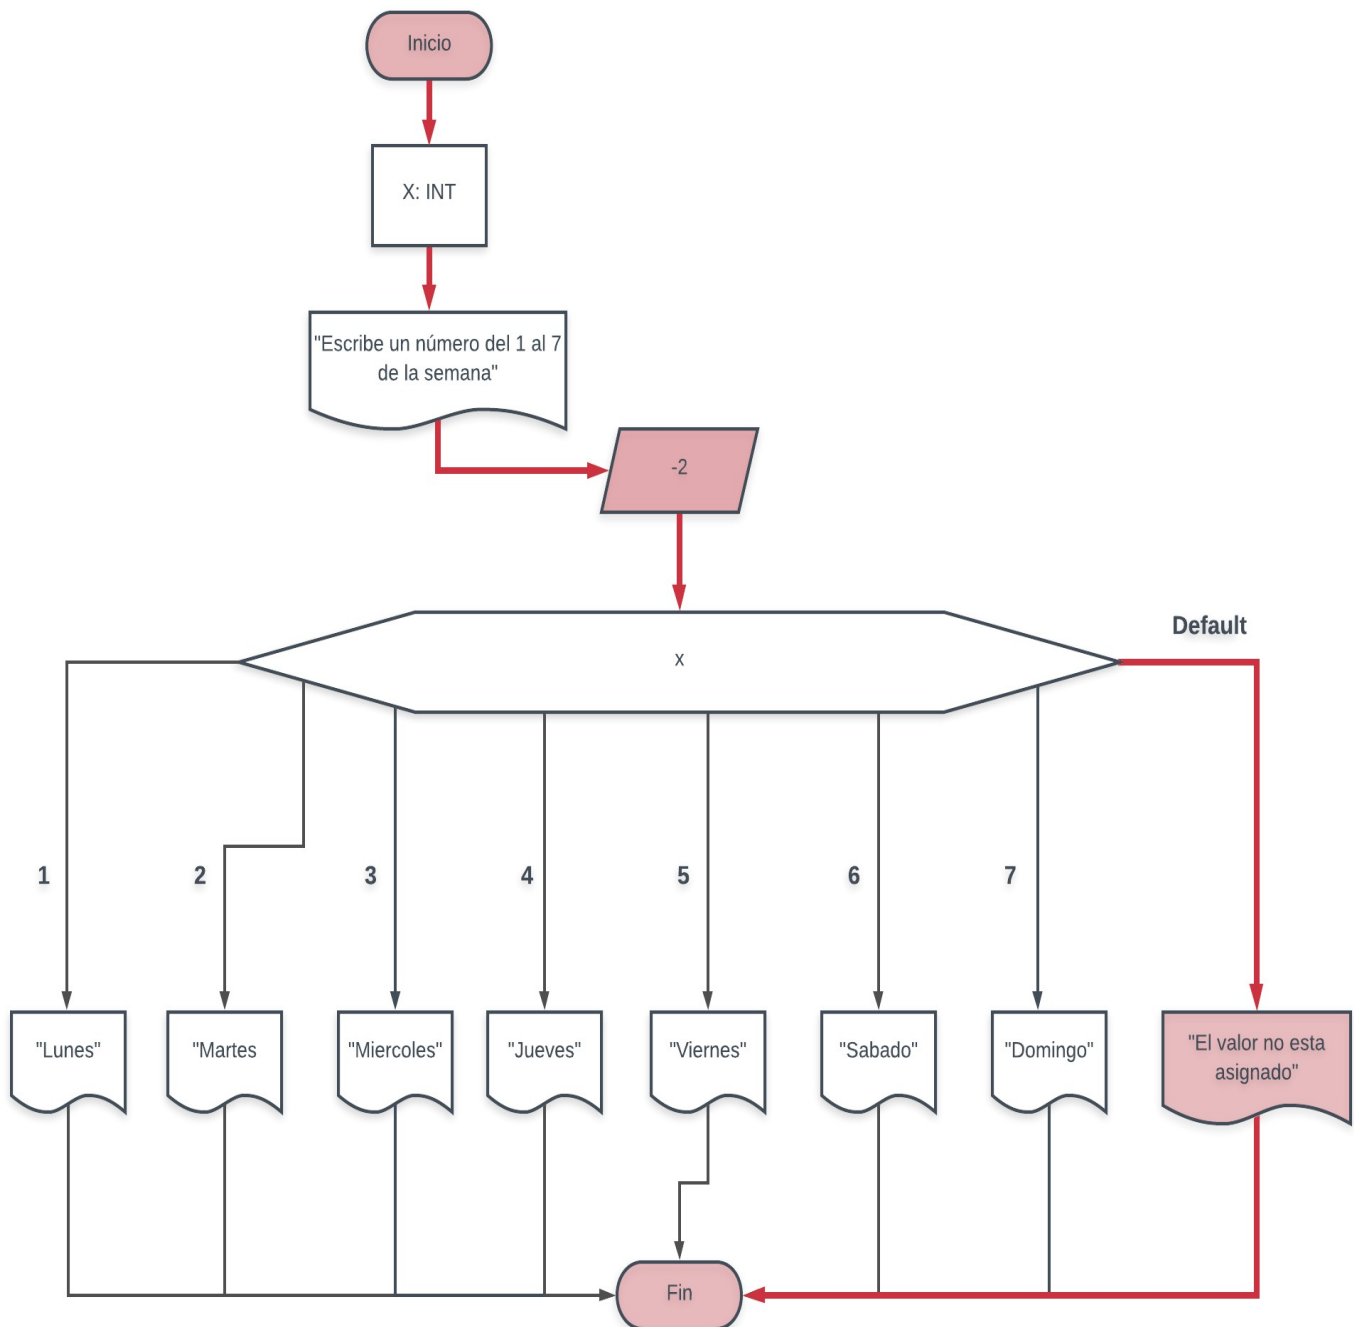 Inicio
X: INT
"Escribe un número del 1 al 7
de la semana"
-2
x
Default
1
2
3
4
5
6
7
"Lunes"
"Martes
"Miercoles"
"Jueves"
"Viernes"
"Sabado"
"Domingo"
"El valor no esta
asignado"
Fin